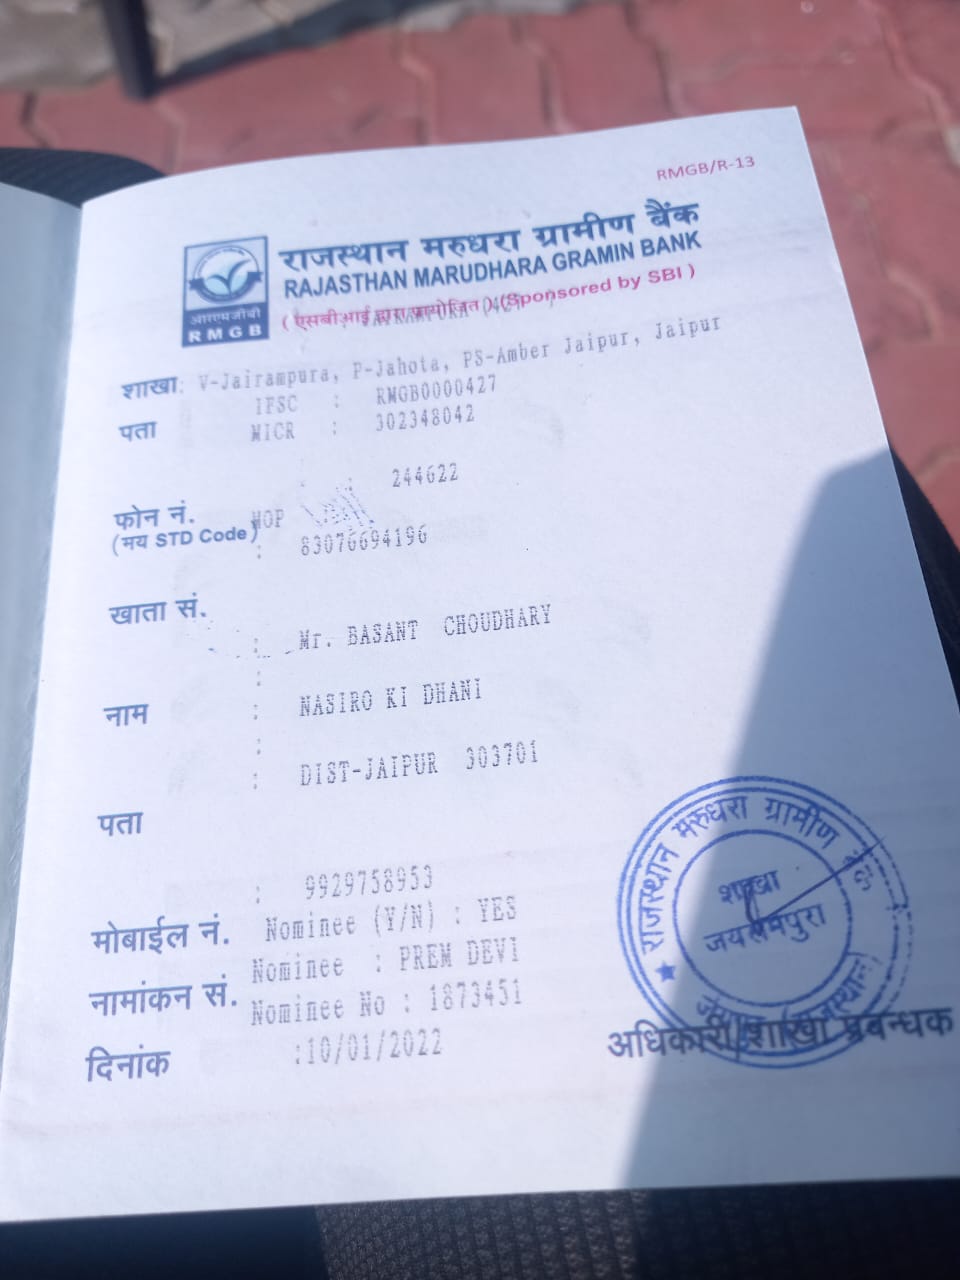 RMGB/R-13
राजस्थान मरुधरा ग्रामीण बैंक
RAJASTHAN MARUDHARA GRAMIN BANK
आरएमजीबी
RMGB
( एसबीआई द्वारा प्रायोजित ) (Sponsored by SBI )
शाखा: V-Jairampura, P-Jahota, PS-Amber Jaipur, Jaipur
IFSC : RMGB0000427
पता MICR : 302348042
: : 244622
फोन नं. MOP
(मय STD Code) : 83076694196
खाता सं.
: Mr. BASANT CHOUDHARY
:
नाम : NASIRO KI DHANI
:
: DIST-JAIPUR 303701
पता
: 9929758953
मोबाईल नं. Nominee (Y/N) : YES
Nominee : PREM DEVI
नामांकन सं. Nominee No : 1873451
दिनांक :10/01/2022
राजस्थान मरुधरा ग्रामीण बैंक
शाखा
जयरामपुरा
(राजस्थान)
अधिकारी/शाखा प्रबन्धक